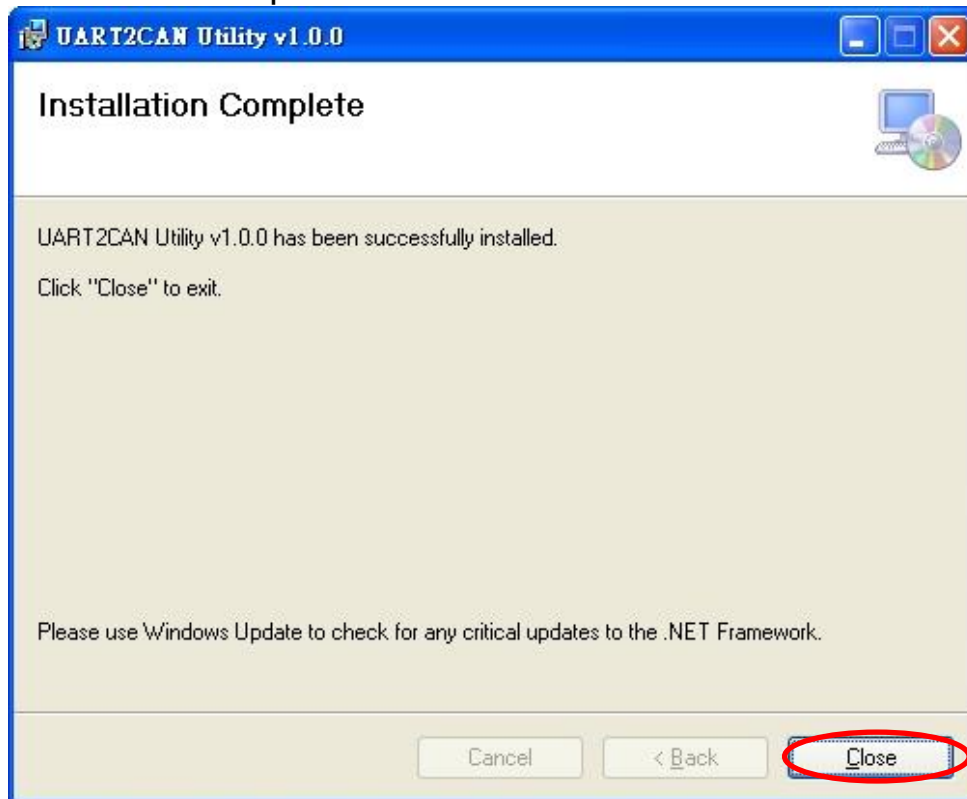 UART2CAN Utility v1.0.0
Installation Complete
UART2CAN Utility v1.0.0 has been successfully installed.
Click "Close" to exit.
Please use Windows Update to check for any critical updates to the .NET Framework.
Cancel
< Back
Close